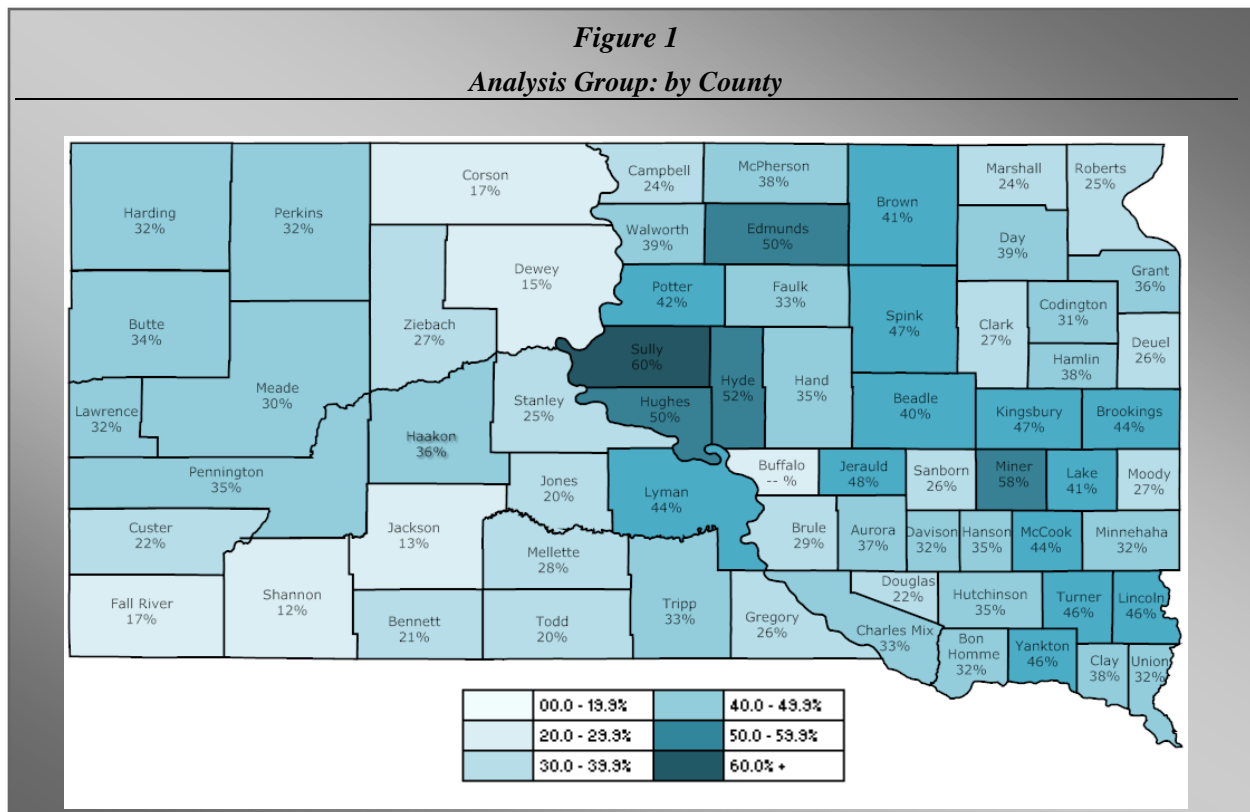 Figure 1
Analysis Group: by County
Corson
17%
Campbell
24%
McPherson
38%
Marshall
24%
Roberts
25%
Harding
32%
Perkins
32%
Brown
41%
Walworth
39%
Edmunds
50%
Day
39%
Dewey
15%
Grant
36%
Potter
42%
Faulk
33%
Codington
31%
Butte
34%
Ziebach
27%
Spink
47%
Clark
27%
Deuel
26%
Sully
60%
Hamlin
38%
Meade
30%
Hyde
52%
Hand
35%
Lawrence
32%
Stanley
25%
Hughes
50%
Beadle
40%
Kingsbury
47%
Brookings
44%
Haakon
36%
Pennington
35%
Buffalo
-- %
Jerauld
48%
Sanborn
26%
Miner
58%
Lake
41%
Moody
27%
Jones
20%
Lyman
44%
Custer
22%
Jackson
13%
Brule
29%
Aurora
37%
Davison
32%
Hanson
35%
McCook
44%
Minnehaha
32%
Mellette
28%
Fall River
17%
Shannon
12%
Bennett
21%
Todd
20%
Tripp
33%
Gregory
26%
Douglas
22%
Hutchinson
35%
Turner
46%
Lincoln
46%
Charles Mix
33%
Bon
Homme
32%
Yankton
46%
Clay
38%
Union
32%
00.0 - 19.9% 40.0 - 49.9%
20.0 - 29.9% 50.0 - 59.9%
30.0 - 39.9% 60.0% +